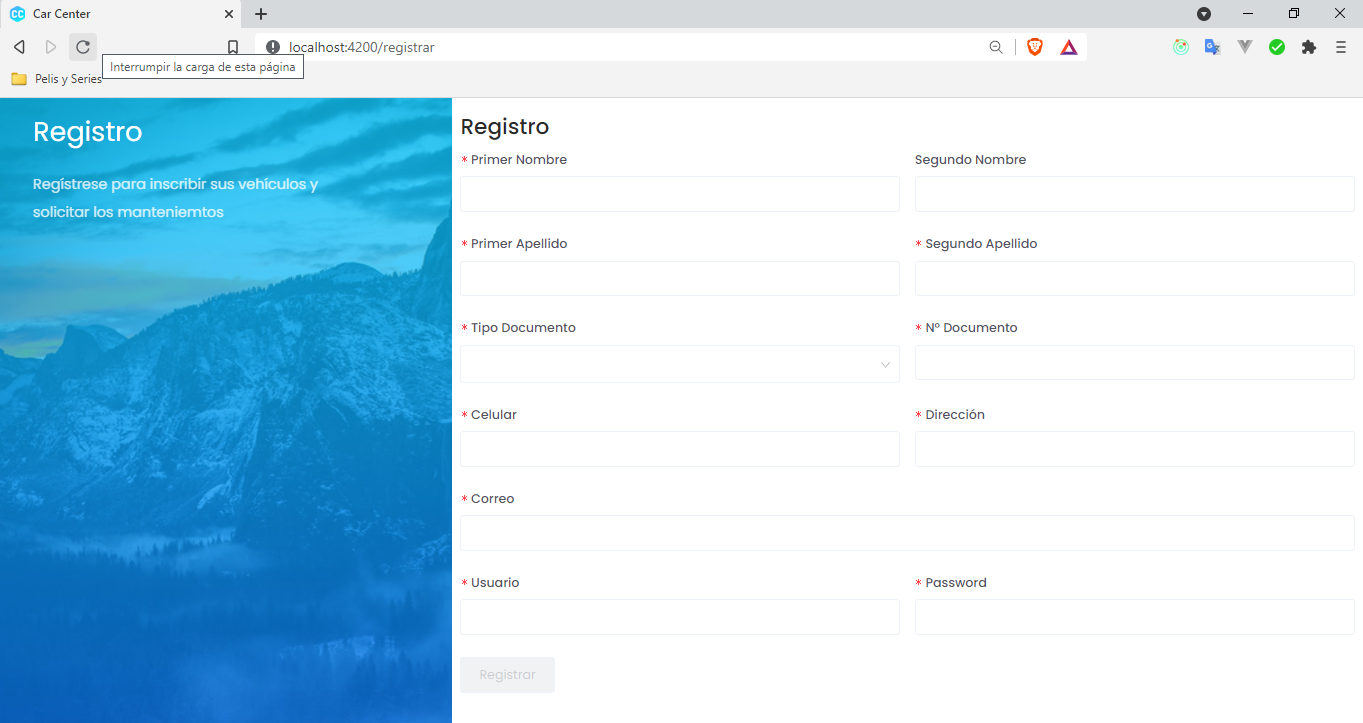 CC Car Center
localhost:4200/registrar
Interrumpir la carga de esta página
Pelis y Series
Registro
Regístrese para inscribir sus vehículos y
solicitar los manteniemtos
Registro
* Primer Nombre Segundo Nombre
* Primer Apellido * Segundo Apellido
* Tipo Documento * Nº Documento
* Celular * Dirección
* Correo
* Usuario * Password
Registrar